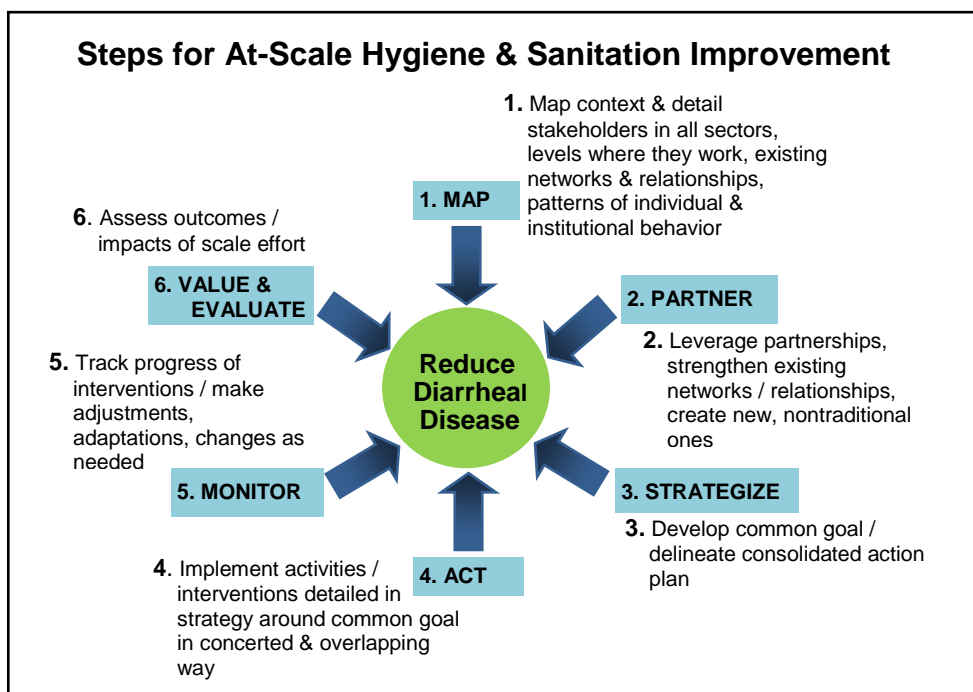 Steps for At-Scale Hygiene & Sanitation Improvement
1. Map context & detail
stakeholders in all sectors,
levels where they work, existing
networks & relationships,
patterns of individual &
institutional behavior
1. MAP
2. PARTNER
2. Leverage partnerships,
strengthen existing
networks / relationships,
create new, nontraditional
ones
3. STRATEGIZE
3. Develop common goal /
delineate consolidated action
plan
4. ACT
4. Implement activities /
interventions detailed in
strategy around common goal
in concerted & overlapping
way
5. MONITOR
5. Track progress of
interventions / make
adjustments,
adaptations, changes as
needed
6. VALUE &
EVALUATE
6. Assess outcomes /
impacts of scale effort
Reduce
Diarrheal
Disease